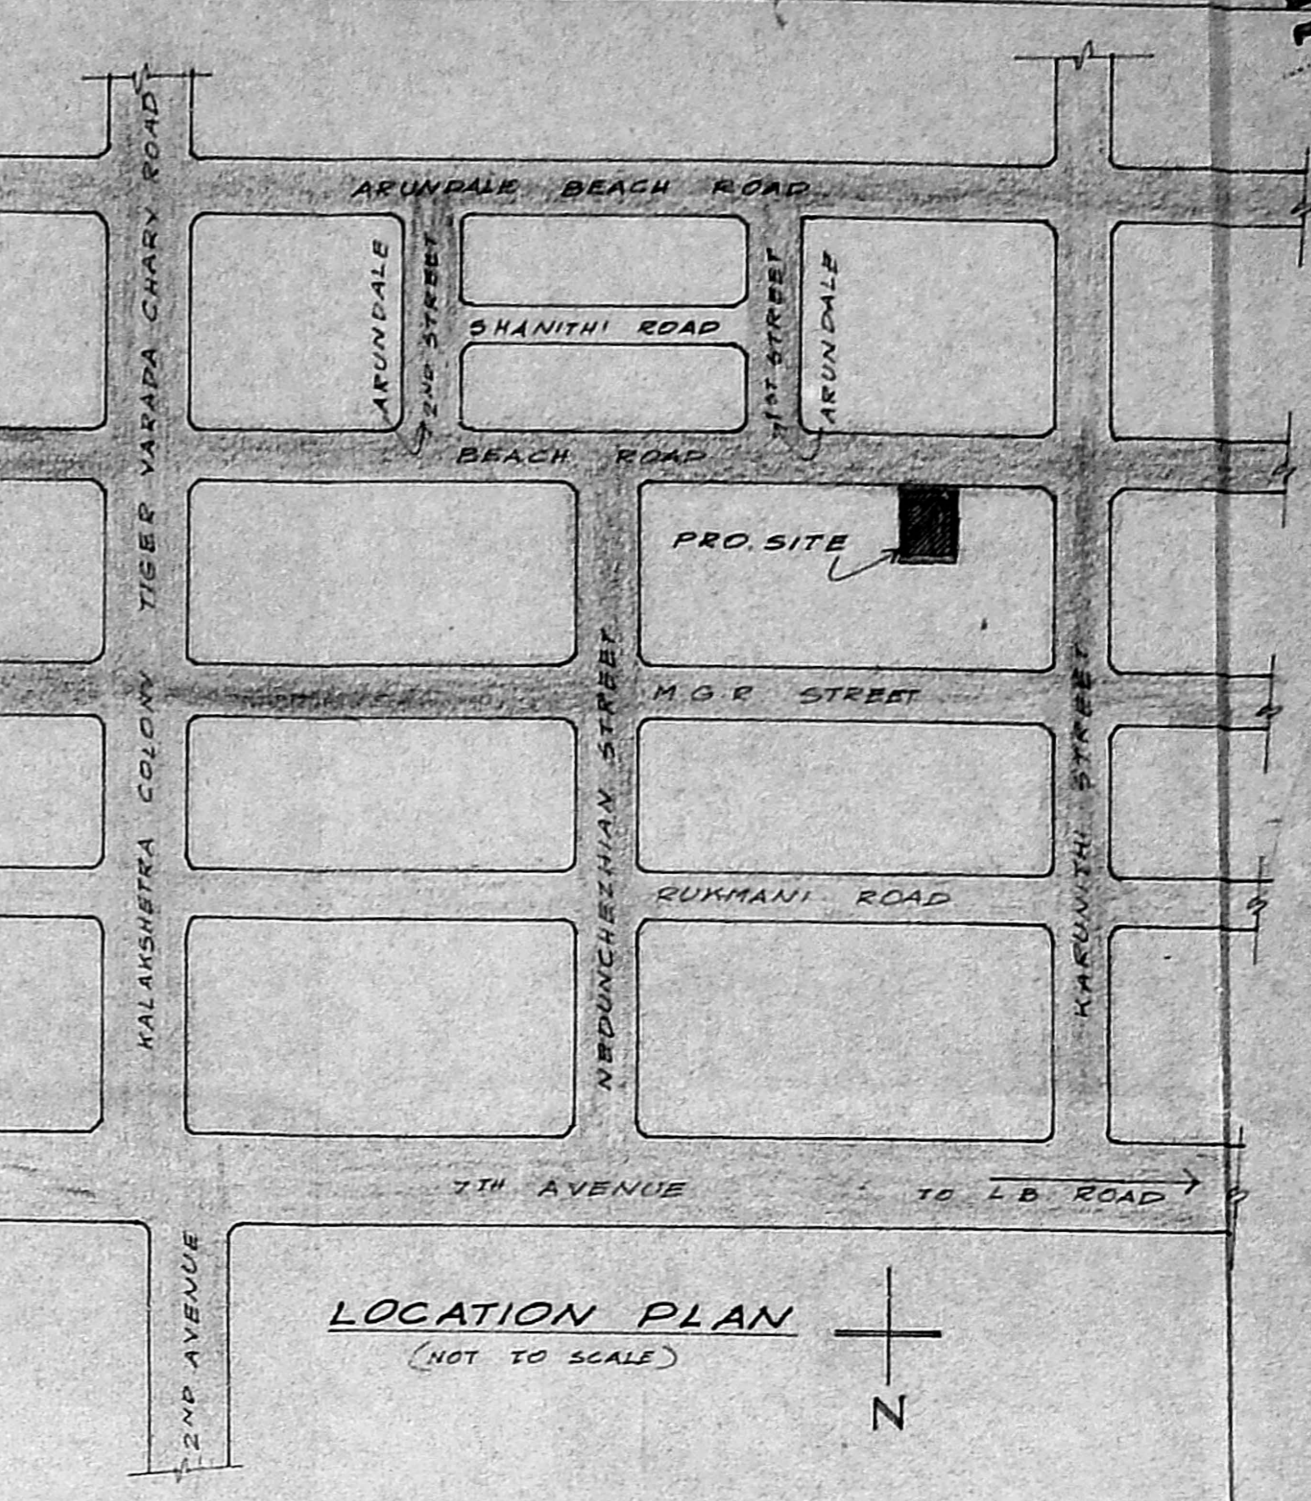 ARUNDALE BEACH ROAD
ARUNDALE
2ND STREET
SHANITHI ROAD
1ST STREET
ARUNDALE
BEACH ROAD
KALAKSHETRA COLONY TIGER VARADA CHARY ROAD
PRO. SITE
M G R STREET
NEDUNCHEZHIAN STREET
KARUNITHI STREET
RUKMANI ROAD
7TH AVENUE
TO L B ROAD
2ND AVENUE
LOCATION PLAN
(NOT TO SCALE)
N